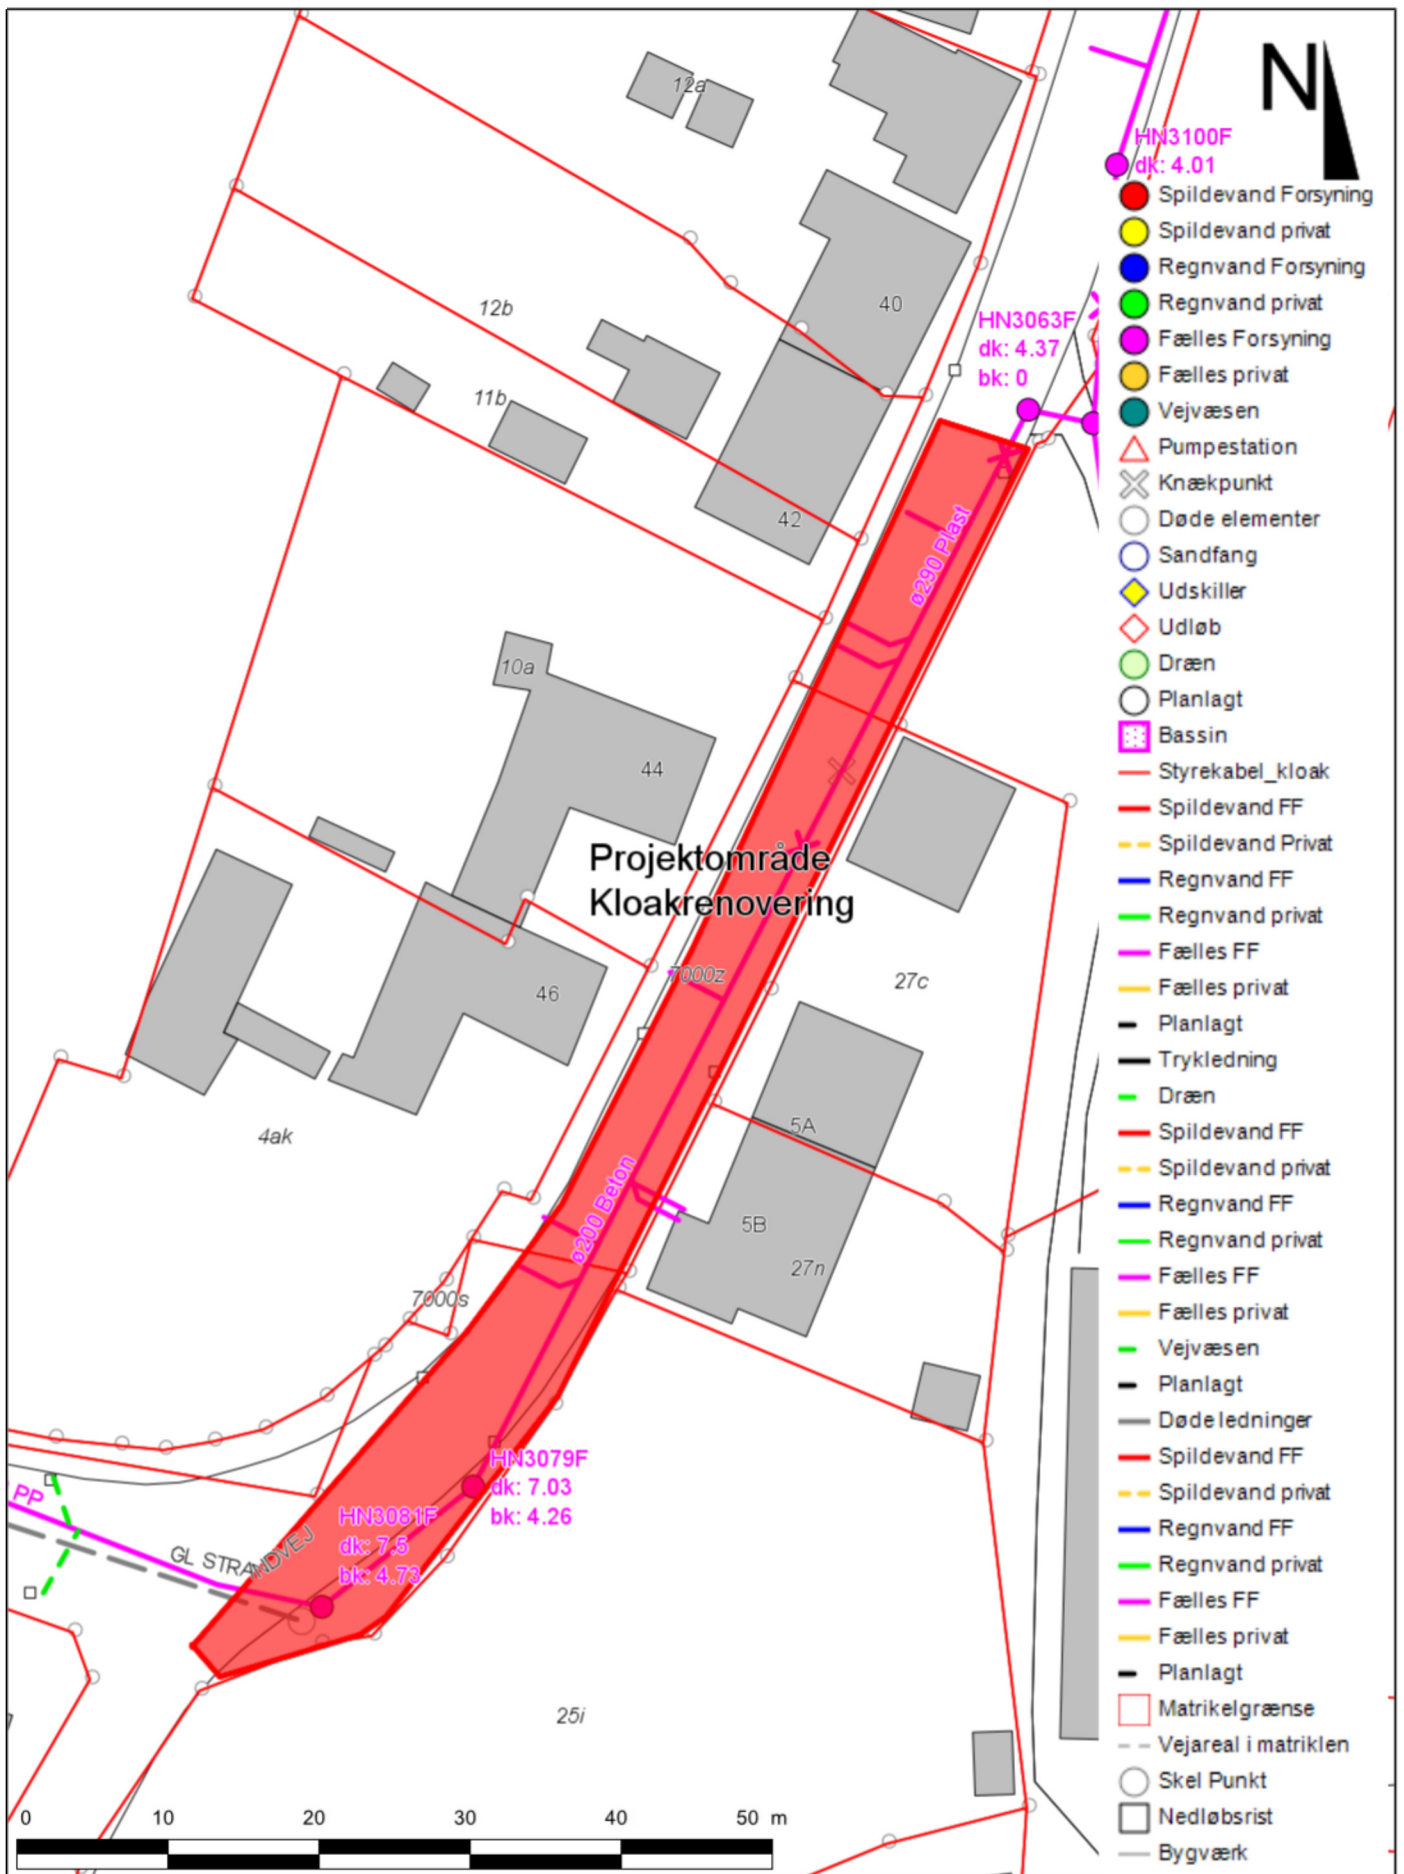 N
12a
HN3100F
dk: 4.01
12b
40
HN3063F
dk: 4.37
bk: 0
11b
42
ø290 Plast
10a
44
Projektområde
Kloakrenovering
7000z
27c
46
4ak
5A
ø200 Beton
5B
27n
7000s
HN3079F
dk: 7.03
bk: 4.26
PP
HN3081F
dk: 7.5
bk: 4.73
GL STRANDVEJ
25i
0 10 20 30 40 50 m
Spildevand Forsyning
Spildevand privat
Regnvand Forsyning
Regnvand privat
Fælles Forsyning
Fælles privat
Vejvæsen
Pumpestation
Knækpunkt
Døde elementer
Sandfang
Udskiller
Udløb
Dræn
Planlagt
Bassin
Styrekabel_kloak
Spildevand FF
Spildevand Privat
Regnvand FF
Regnvand privat
Fælles FF
Fælles privat
Planlagt
Trykledning
Dræn
Spildevand FF
Spildevand privat
Regnvand FF
Regnvand privat
Fælles FF
Fælles privat
Vejvæsen
Planlagt
Døde ledninger
Spildevand FF
Spildevand privat
Regnvand FF
Regnvand privat
Fælles FF
Fælles privat
Planlagt
Matrikelgrænse
Vejareal i matriklen
Skel Punkt
Nedløbsrist
Bygværk